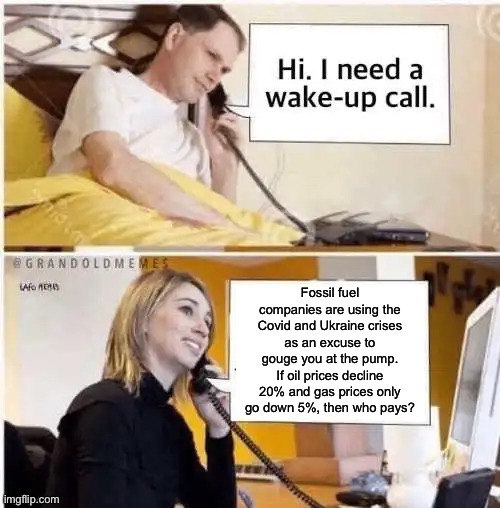 Hi. I need a
wake-up call.
@GRANDOLDMEMES
LAFO MEMES
Fossil fuel
companies are using the
Covid and Ukraine crises
as an excuse to
gouge you at the pump.
If oil prices decline
20% and gas prices only
go down 5%, then who pays?
imgflip.com